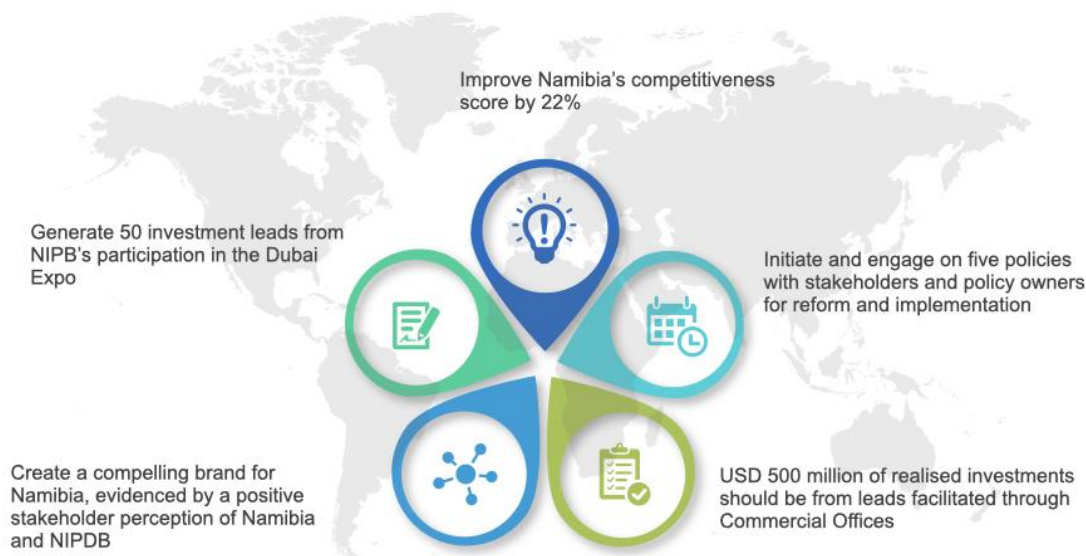 Improve Namibia's competitiveness
score by 22%
Generate 50 investment leads from
NIPB's participation in the Dubai
Expo
Initiate and engage on five policies
with stakeholders and policy owners
for reform and implementation
Create a compelling brand for
Namibia, evidenced by a positive
stakeholder perception of Namibia
and NIPDB
USD 500 million of realised investments
should be from leads facilitated through
Commercial Offices